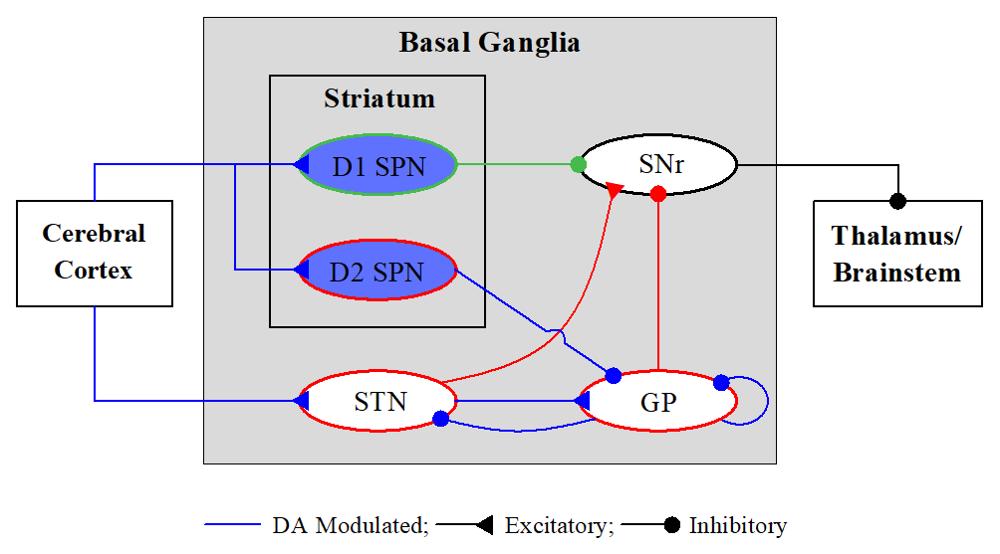 Basal Ganglia
Striatum
D1 SPN
SNr
Cerebral
Cortex
D2 SPN
Thalamus/
Brainstem
STN
GP
DA Modulated; Excitatory; Inhibitory